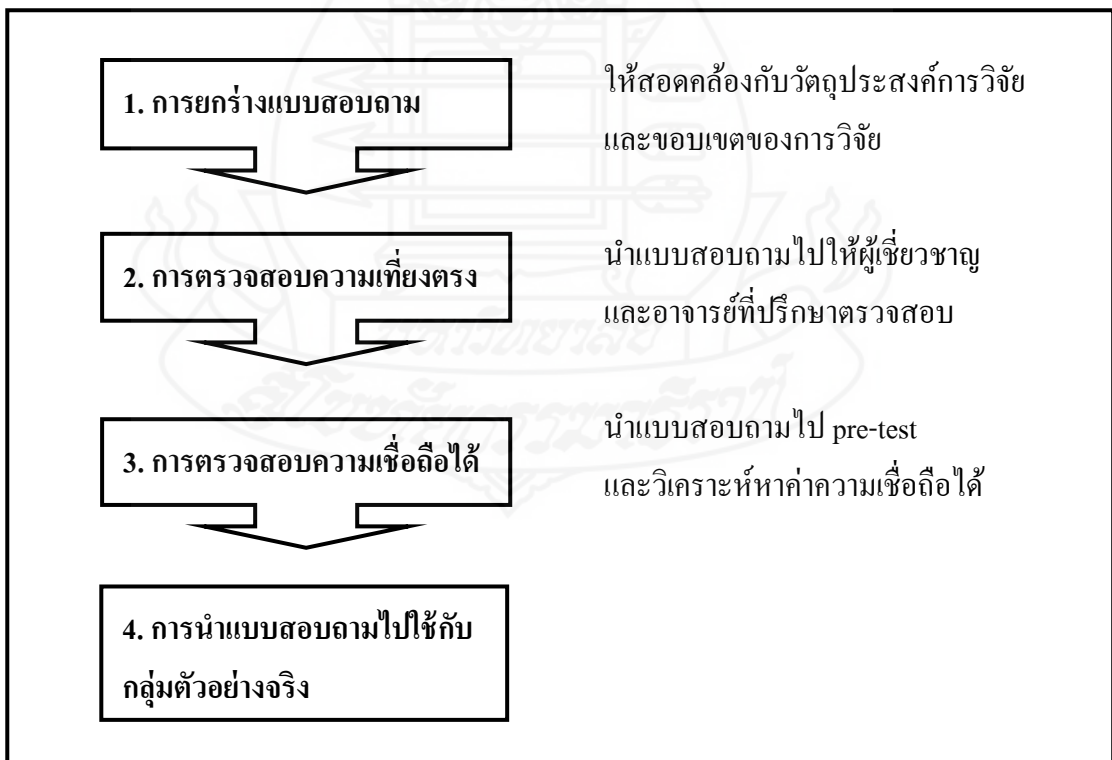 1. การยกร่างแบบสอบถาม
ให้สอดคล้องกับวัตถุประสงค์การวิจัย
และขอบเขตของการวิจัย
2. การตรวจสอบความเที่ยงตรง
นำแบบสอบถามไปให้ผู้เชี่ยวชาญ
และอาจารย์ที่ปรึกษาตรวจสอบ
3. การตรวจสอบความเชื่อถือได้
นำแบบสอบถามไป pre-test
และวิเคราะห์หาค่าความเชื่อถือได้
4. การนำแบบสอบถามไปใช้กับ
กลุ่มตัวอย่างจริง